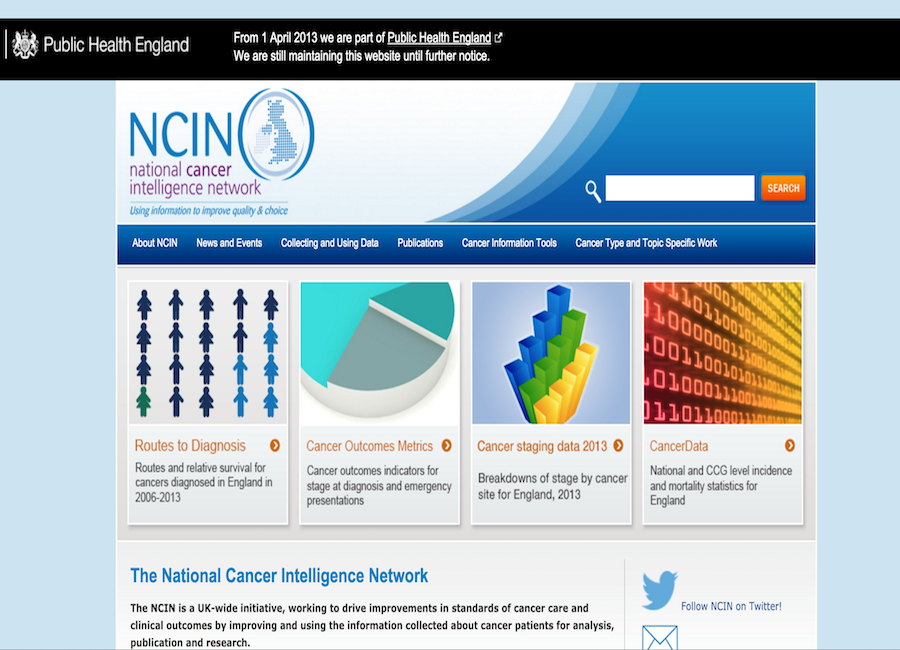 Public Health England
From 1 April 2013 we are part of Public Health England
We are still maintaining this website until further notice.
NCIN
national cancer
intelligence network
Using information to improve quality & choice
SEARCH
About NCIN News and Events Collecting and Using Data Publications Cancer Information Tools Cancer Type and Topic Specific Work
Routes to Diagnosis
Routes and relative survival for
cancers diagnosed in England in
2006-2013
Cancer Outcomes Metrics
Cancer outcomes indicators for
stage at diagnosis and emergency
presentations
Cancer staging data 2013
Breakdowns of stage by cancer
site for England, 2013
CancerData
National and CCG level incidence
and mortality statistics for
England
The National Cancer Intelligence Network
The NCIN is a UK-wide initiative, working to drive improvements in standards of cancer care and
clinical outcomes by improving and using the information collected about cancer patients for analysis,
publication and research.
Follow NCIN on Twitter!